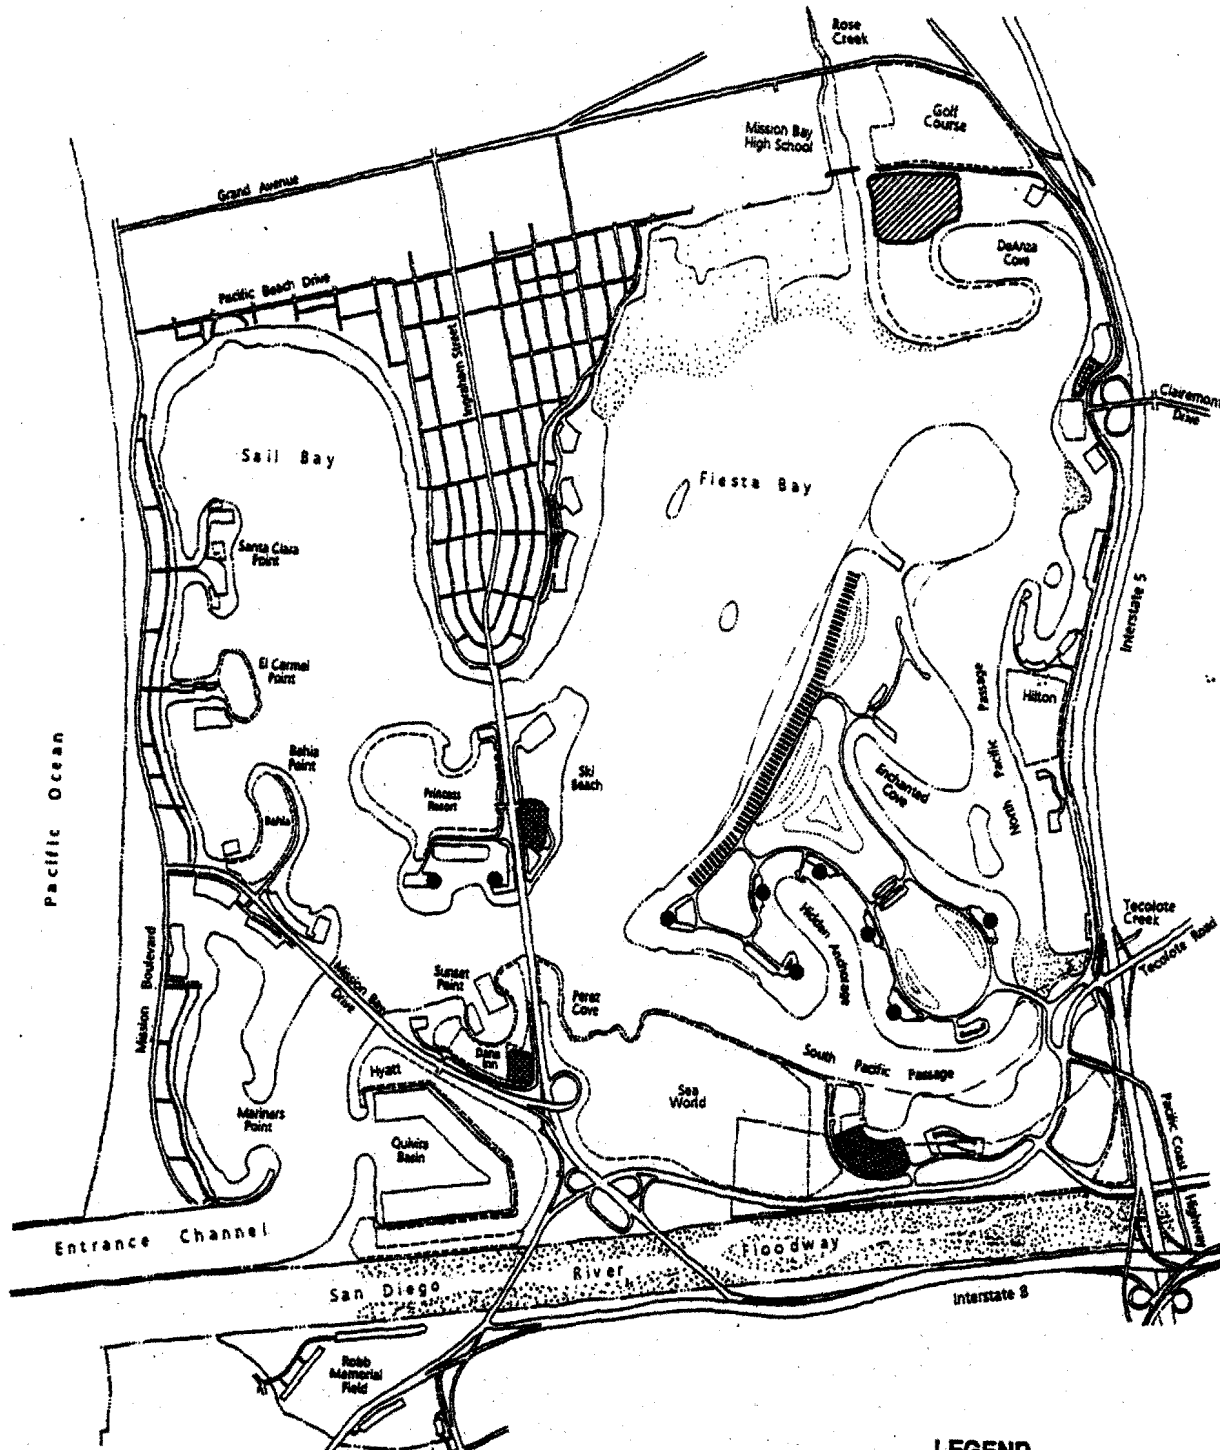 Rose
Creek
Golf
Course
Mission Bay
High School
Grand Avenue
DeAnza
Cove
Pacific Beach Drive
Ingraham Street
Clairemont
Drive
Sail Bay
Fiesta Bay
Santa Clara
Point
Interstate 5
El Carmel
Point
Hilton
North Pacific Passage
Pacific Ocean
Bahia
Point
Ski
Beach
Princess
Resort
Enchanted
Cove
Bahia
Hidden Anchorage
Tecolote
Creek
Tecolote Road
Mission Boulevard
Mission Bay
Drive
Sunset
Point
Perez
Cove
Dana
Inn
Hyatt
South Pacific Passage
Sea
World
Mariners
Point
Quivira
Basin
Pacific Coast Highway
Entrance Channel
Floodway
San Diego River
Interstate 8
Robb
Memorial
Field
LEGEND